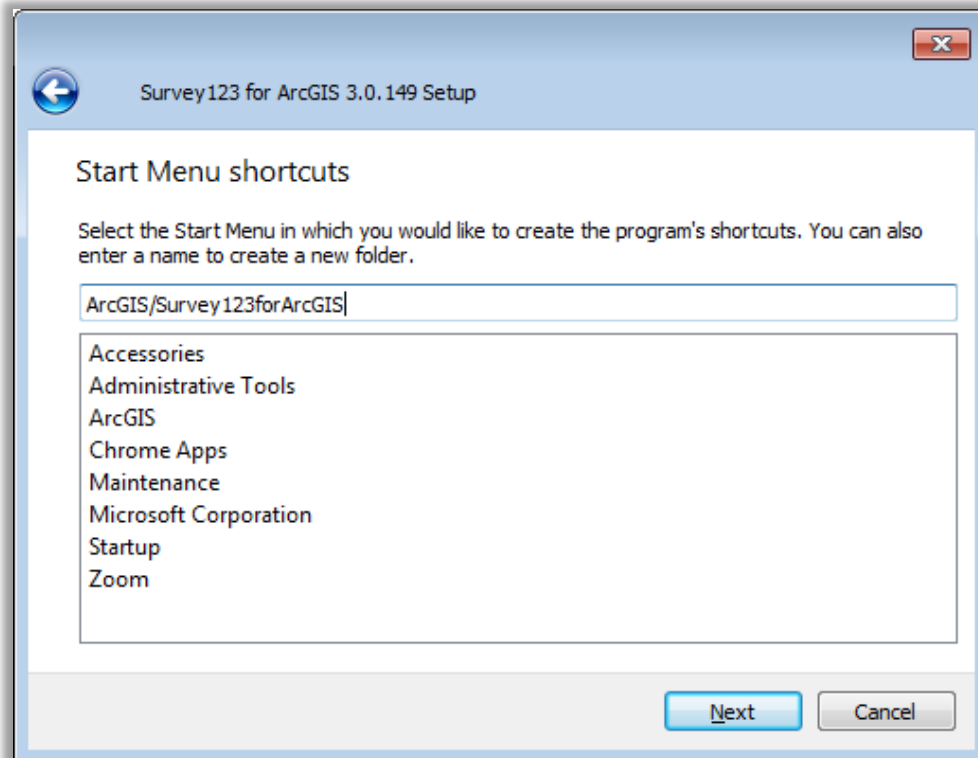 Survey123 for ArcGIS 3.0.149 Setup
Start Menu shortcuts
Select the Start Menu in which you would like to create the program's shortcuts. You can also
enter a name to create a new folder.
ArcGIS/Survey123forArcGIS
Accessories
Administrative Tools
ArcGIS
Chrome Apps
Maintenance
Microsoft Corporation
Startup
Zoom
Next Cancel